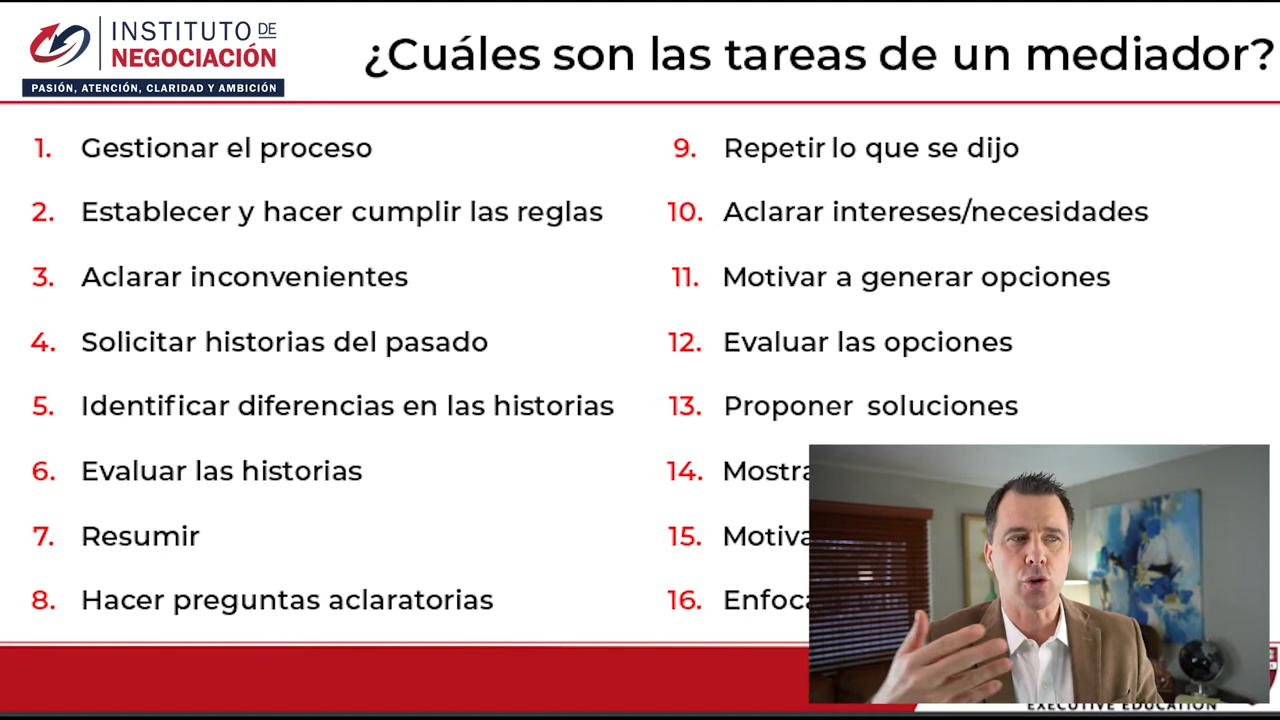 INSTITUTO DE
NEGOCIACIÓN
PASIÓN, ATENCIÓN, CLARIDAD Y AMBICIÓN
¿Cuáles son las tareas de un mediador?
1. Gestionar el proceso
2. Establecer y hacer cumplir las reglas
3. Aclarar inconvenientes
4. Solicitar historias del pasado
5. Identificar diferencias en las historias
6. Evaluar las historias
7. Resumir
8. Hacer preguntas aclaratorias
9. Repetir lo que se dijo
10. Aclarar intereses/necesidades
11. Motivar a generar opciones
12. Evaluar las opciones
13. Proponer soluciones
14.
15.
16.
EXECUTIVE EDUCATION